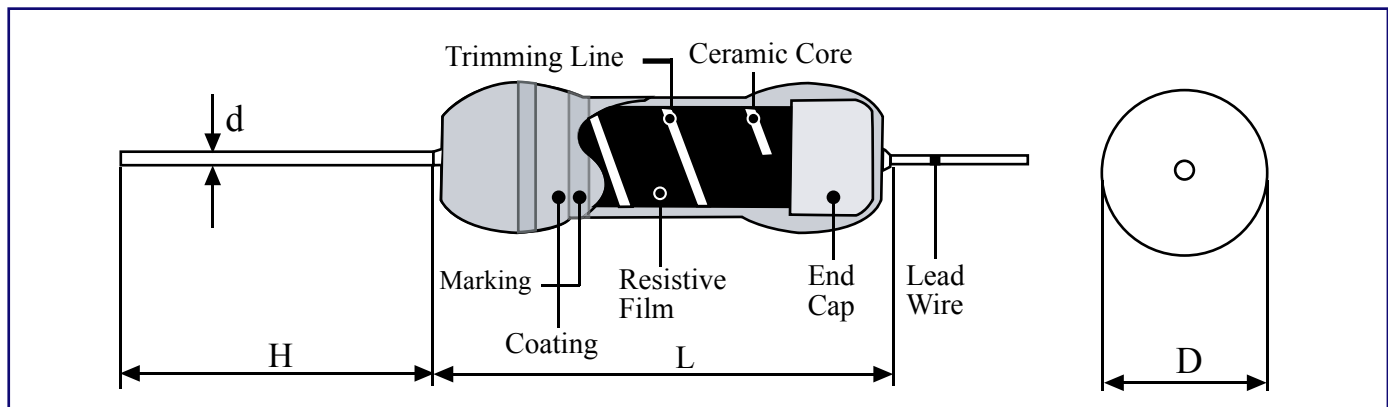 Trimming Line
Ceramic Core
d
Marking
Coating
Resistive
Film
End
Cap
Lead
Wire
H
L
D